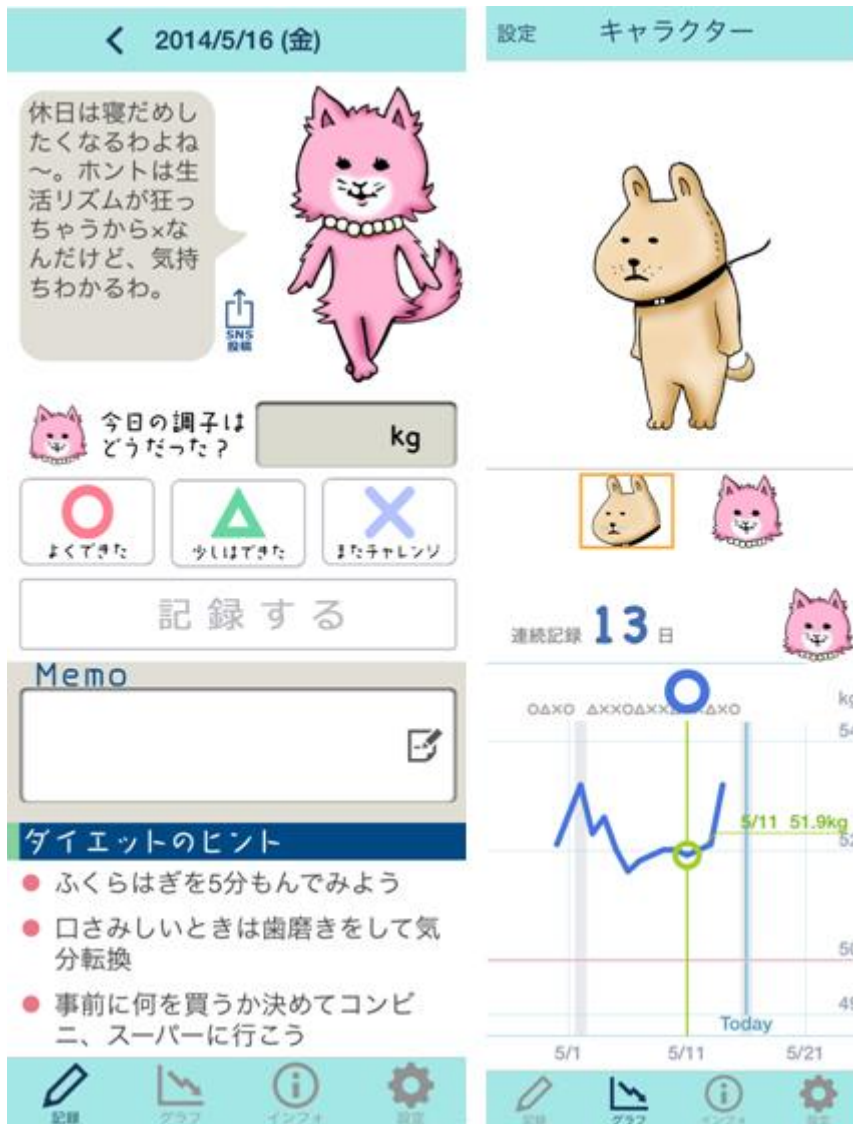 2014/5/16 (金)
休日は寝だめし
たくなるわよね
〜。ホントは生
活リズムが狂っ
ちゃうから×な
んだけど、気持
ちわかるわ。
SNS
投稿
今日の調子は
どうだった？
kg
よくできた
少しはできた
またチャレンジ
記録する
Memo
ダイエットのヒント
● ふくらはぎを5分もんでみよう
● 口さみしいときは歯磨きをして気
分転換
● 事前に何を買うか決めてコンビ
ニ、スーパーに行こう
記録
グラフ
インフォ
設定
設定
キャラクター
連続記録 13 日
kg
54
5/11 51.9kg
52
50
49
Today
5/1
5/11
5/21
記録
グラフ
インフォ
設定